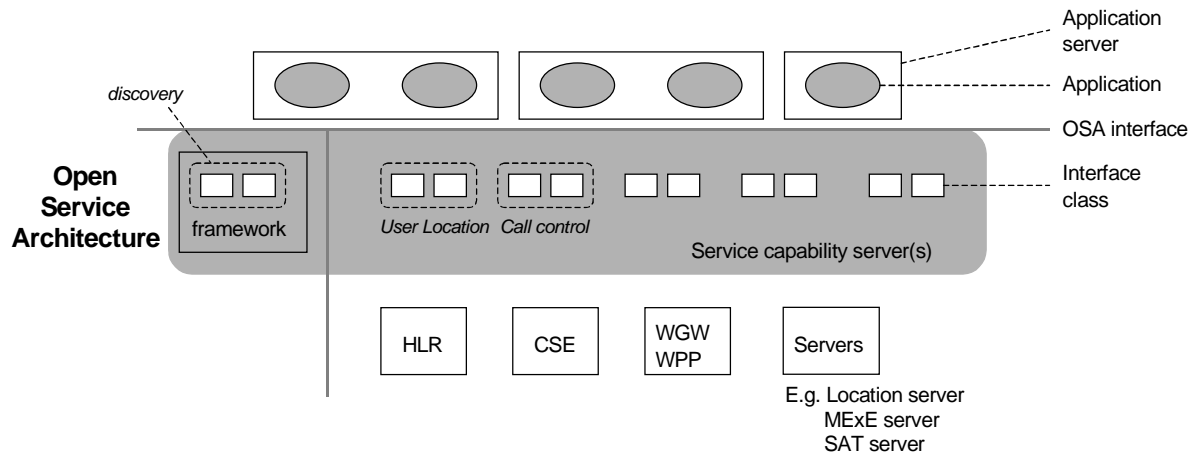 Application
server
discovery
Application
OSA interface
Open
Service
Architecture
Interface
class
framework
User Location
Call control
Service capability server(s)
HLR
CSE
WGW
WPP
Servers
E.g. Location server
MExE server
SAT server